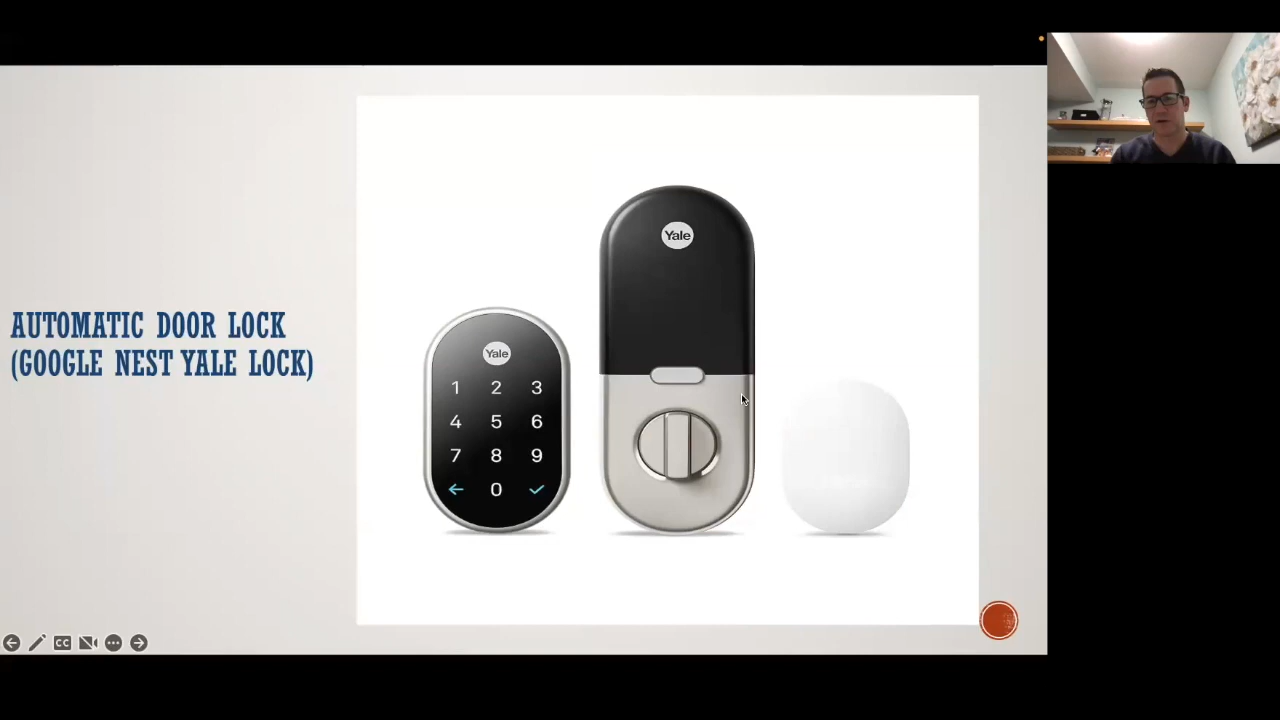 AUTOMATIC DOOR LOCK
(GOOGLE NEST YALE LOCK)
Yale
1 2 3
4 5 6
7 8 9
0
Yale
CC